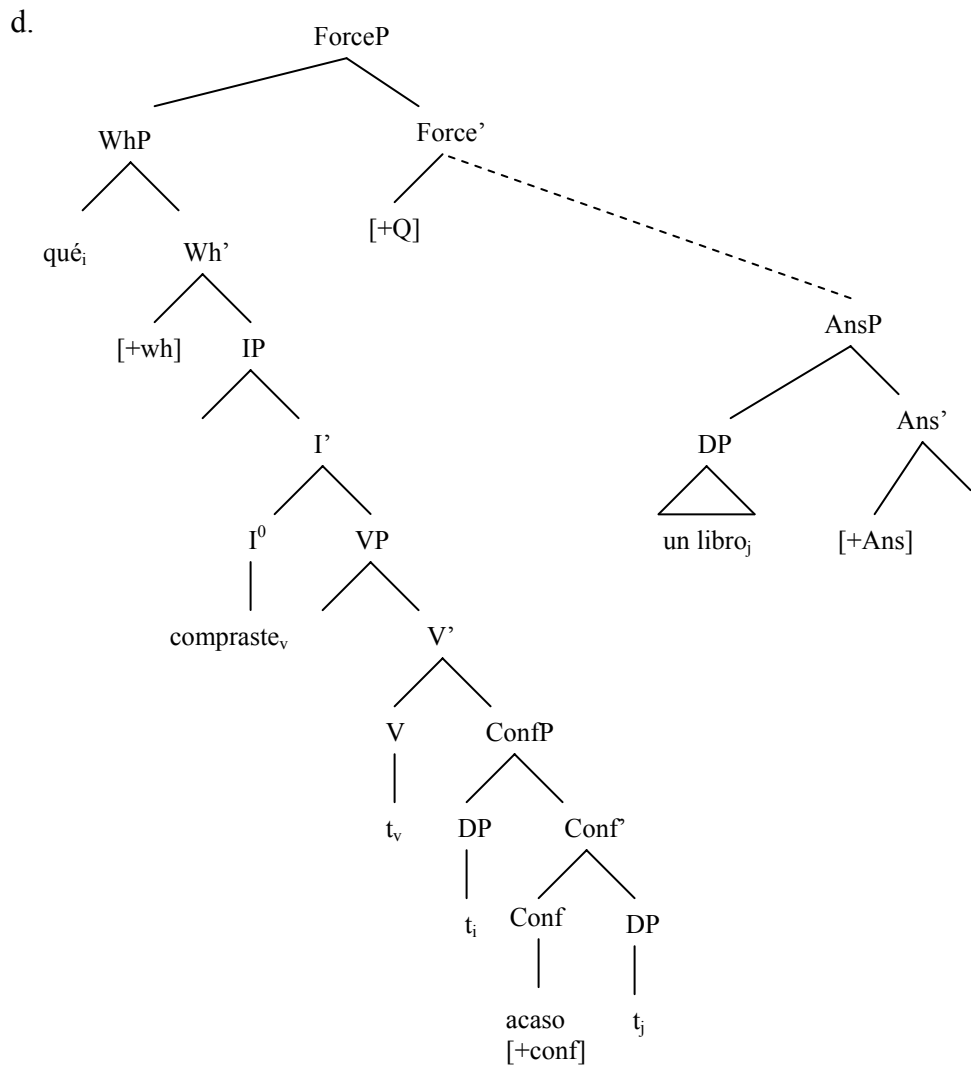 d.
ForceP
WhP Force’
quéᵢ Wh’ [+Q]
[+wh] IP AnsP
I’ DP Ans’
I⁰ VP un libroⱼ [+Ans]
comprasteᵥ V’
V ConfP
tᵥ DP Conf’
tᵢ Conf DP
acaso tⱼ
[+conf]